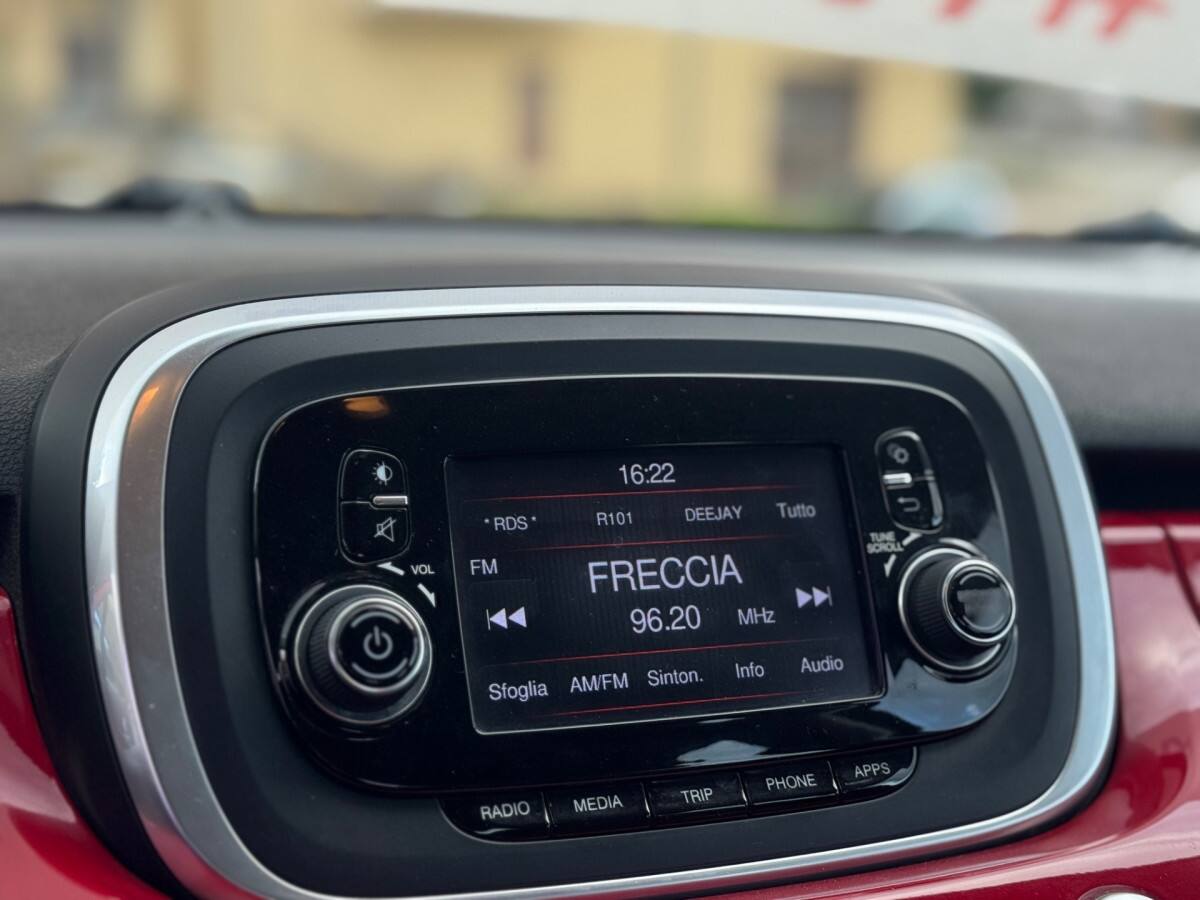 16:22
*RDS* R101 DEEJAY Tutto
FM
FRECCIA
96.20 MHz
Sfoglia AM/FM Sinton. Info Audio
VOL
TUNE
SCROLL
RADIO MEDIA TRIP PHONE APPS